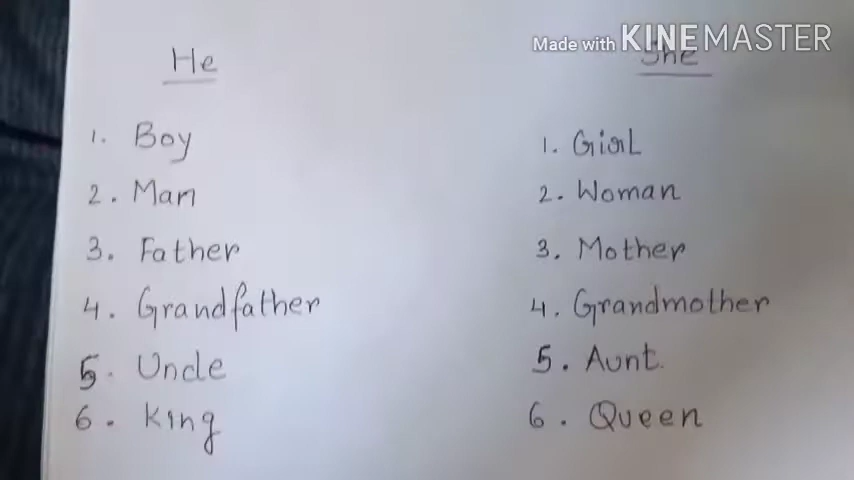 Made with KINEMASTER
He
She
1. Boy
1. Girl
2. Man
2. Woman
3. Father
3. Mother
4. Grandfather
4. Grandmother
5. Uncle
5. Aunt.
6. King
6. Queen